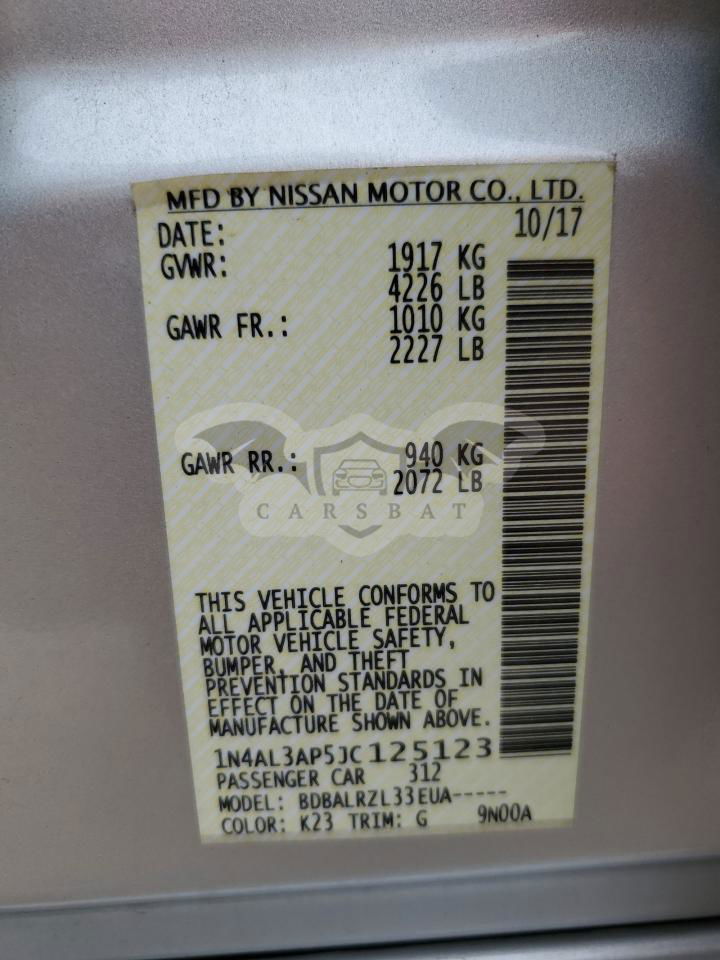 MFD BY NISSAN MOTOR CO., LTD.
DATE: 10/17
GVWR: 1917 KG
4226 LB
GAWR FR.: 1010 KG
2227 LB
GAWR RR.: 940 KG
2072 LB
CARSBAT
THIS VEHICLE CONFORMS TO
ALL APPLICABLE FEDERAL
MOTOR VEHICLE SAFETY,
BUMPER, AND THEFT
PREVENTION STANDARDS IN
EFFECT ON THE DATE OF
MANUFACTURE SHOWN ABOVE.
1N4AL3AP5JC125123
PASSENGER CAR 312
MODEL: BDBALRZL33EUA-----
COLOR: K23 TRIM: G 9N00A